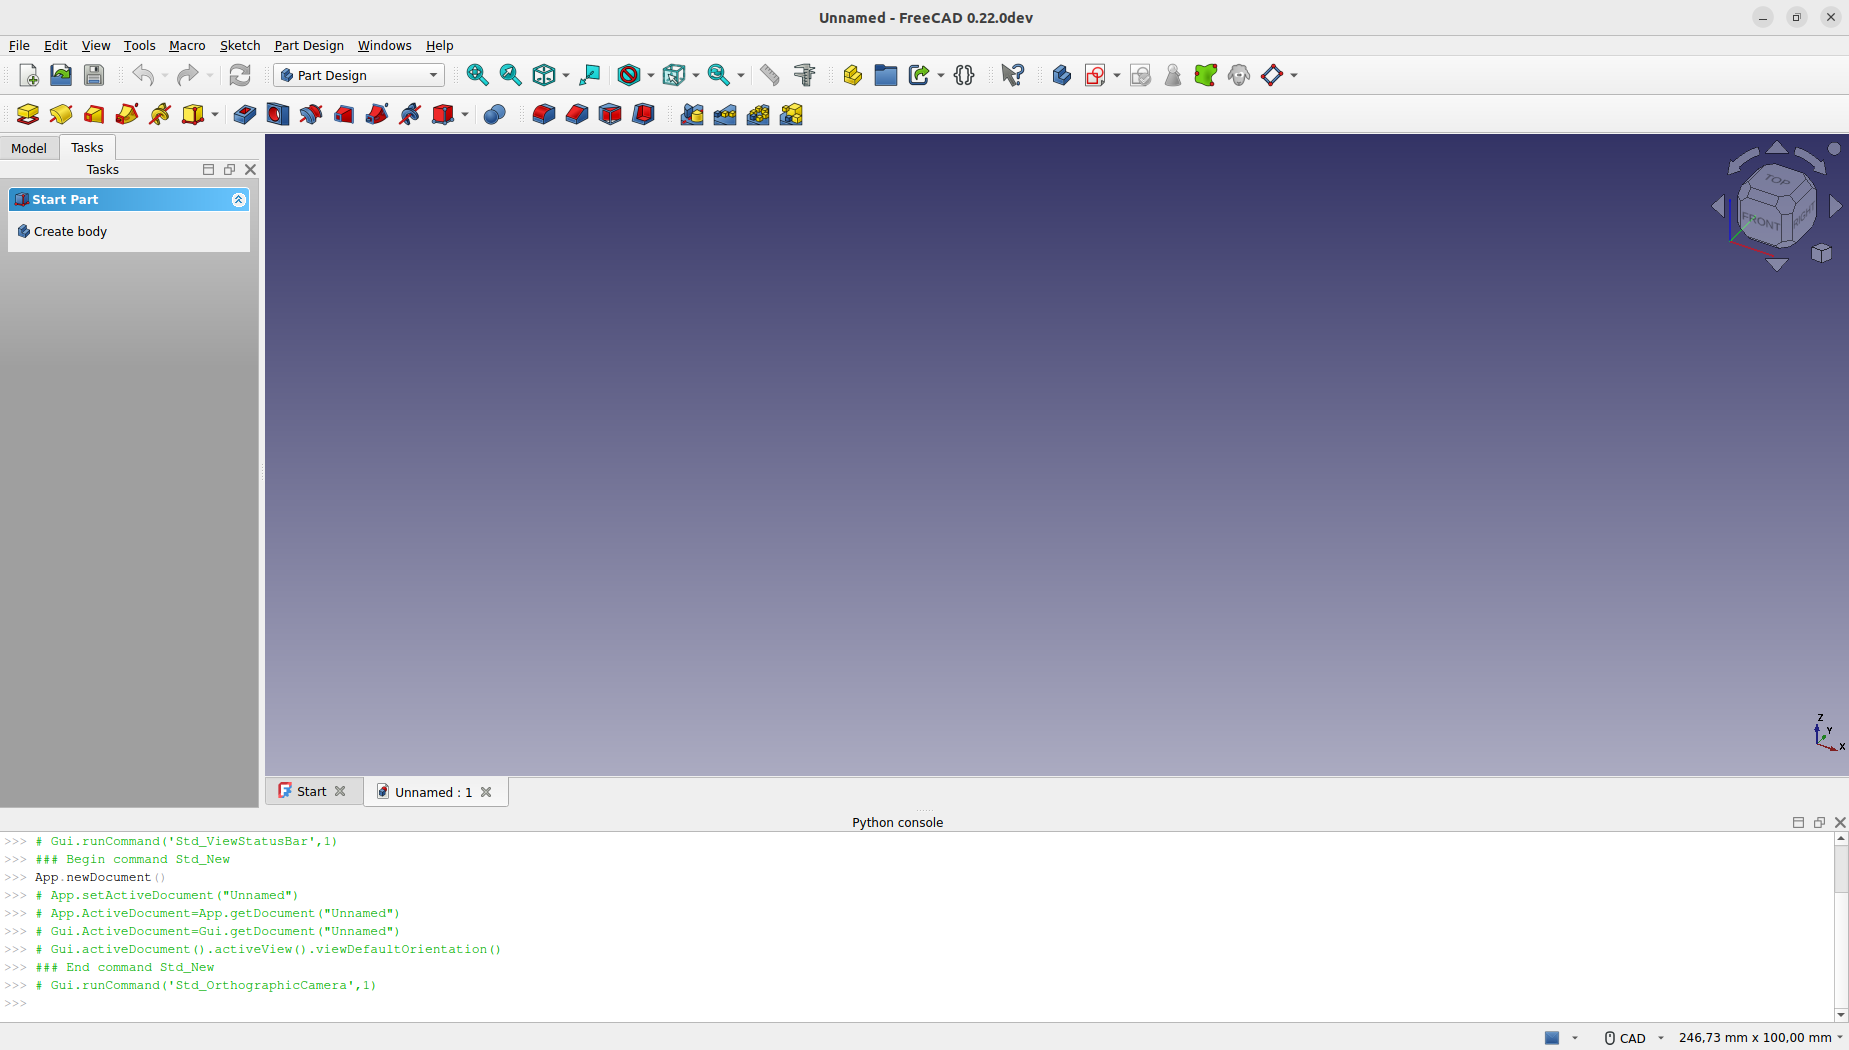 Unnamed - FreeCAD 0.22.0dev
File Edit View Tools Macro Sketch Part Design Windows Help
Part Design
Model Tasks
Tasks
Start Part
Create body
TOP
FRONT RIGHT
Z
Y
X
Start Unnamed : 1
Python console
>>> # Gui.runCommand('Std_ViewStatusBar',1)
>>> ### Begin command Std_New
>>> App.newDocument()
>>> # App.setActiveDocument("Unnamed")
>>> # App.ActiveDocument=App.getDocument("Unnamed")
>>> # Gui.ActiveDocument=Gui.getDocument("Unnamed")
>>> # Gui.activeDocument().activeView().viewDefaultOrientation()
>>> ### End command Std_New
>>> # Gui.runCommand('Std_OrthographicCamera',1)
>>>
CAD 246,73 mm x 100,00 mm